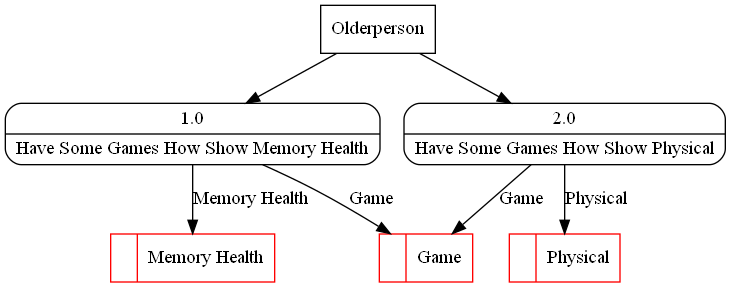 Olderperson
1.0
Have Some Games How Show Memory Health
2.0
Have Some Games How Show Physical
Memory Health
Game
Game
Physical
Memory Health
Game
Physical